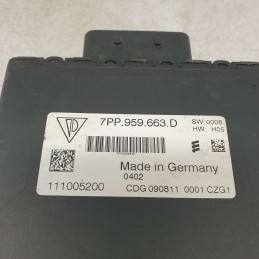 7PP.959.663.D
SW:0006
HW: H05
Made in Germany
0402
111005200
CDG 090811 0001 CZG1